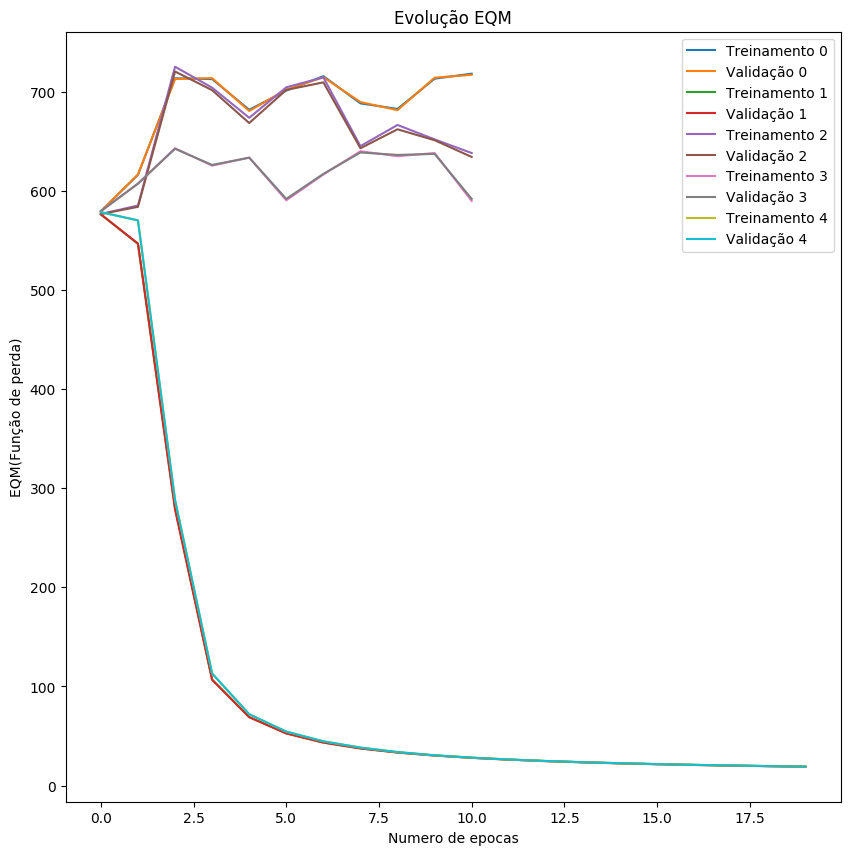 Evolução EQM
Treinamento 0
Validação 0
Treinamento 1
Validação 1
Treinamento 2
Validação 2
Treinamento 3
Validação 3
Treinamento 4
Validação 4
EQM(Função de perda)
700
600
500
400
300
200
100
0
0.0 2.5 5.0 7.5 10.0 12.5 15.0 17.5
Numero de epocas